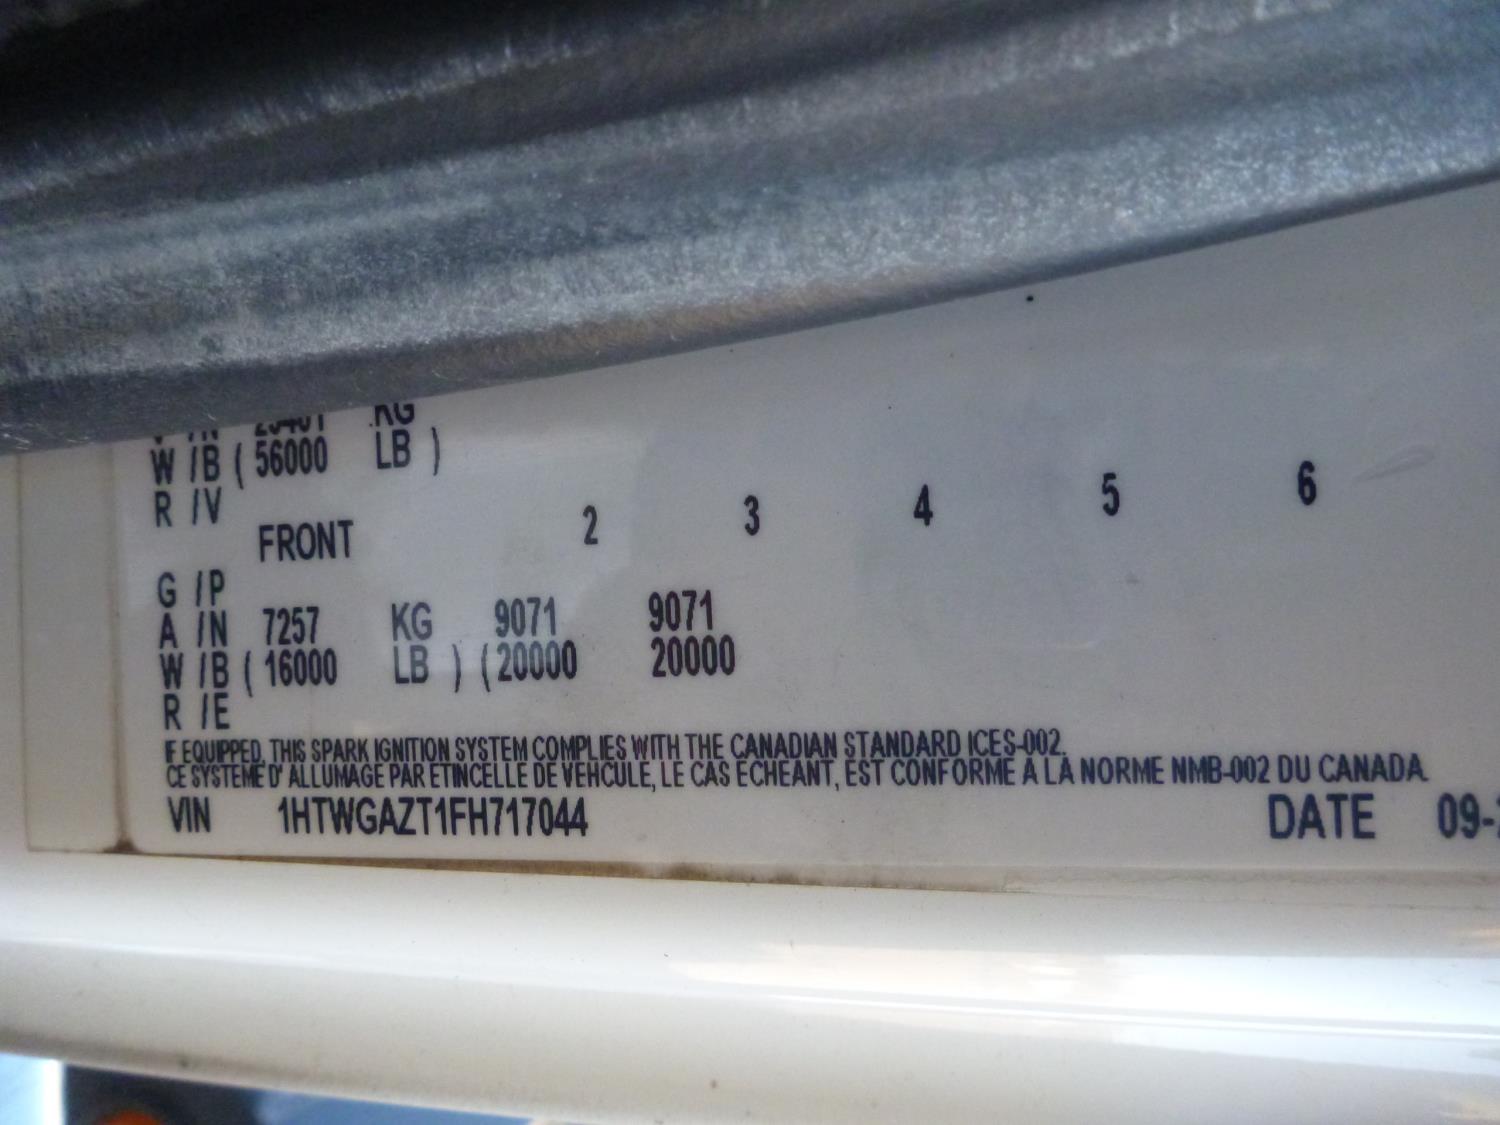 W /B ( 56000 LB )
R /V
FRONT 2 3 4 5 6
G /P
A /N 7257 KG 9071 9071
W /B ( 16000 LB ) ( 20000 20000
R /E
IF EQUIPPED, THIS SPARK IGNITION SYSTEM COMPLIES WITH THE CANADIAN STANDARD ICES-002.
CE SYSTEME D' ALLUMAGE PAR ETINCELLE DE VEHCULE, LE CAS ECHEANT, EST CONFORME A LA NORME NMB-002 DU CANADA.
VIN 1HTWGAZT1FH717044 DATE 09-